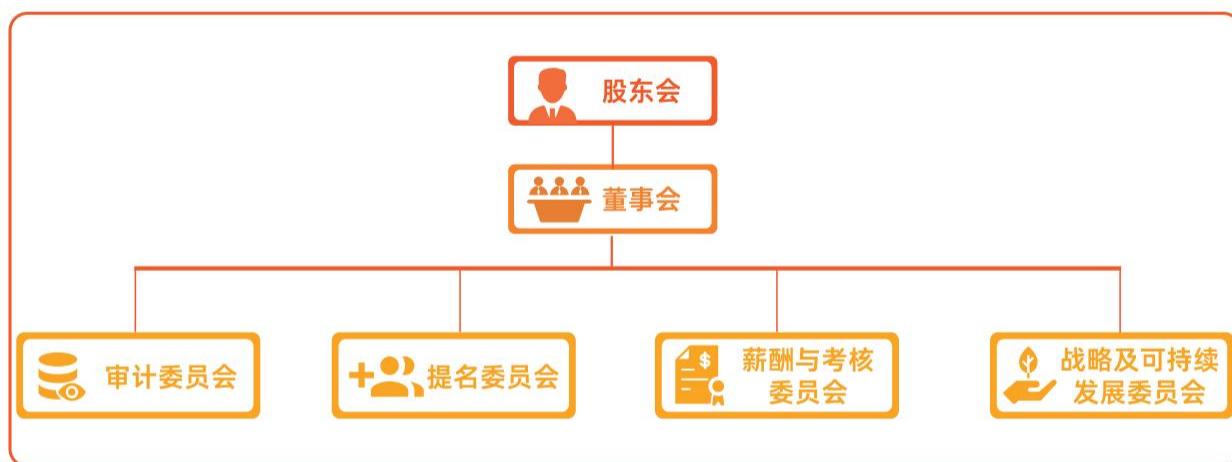 股东会
董事会
审计委员会
提名委员会
薪酬与考核
委员会
战略及可持续
发展委员会